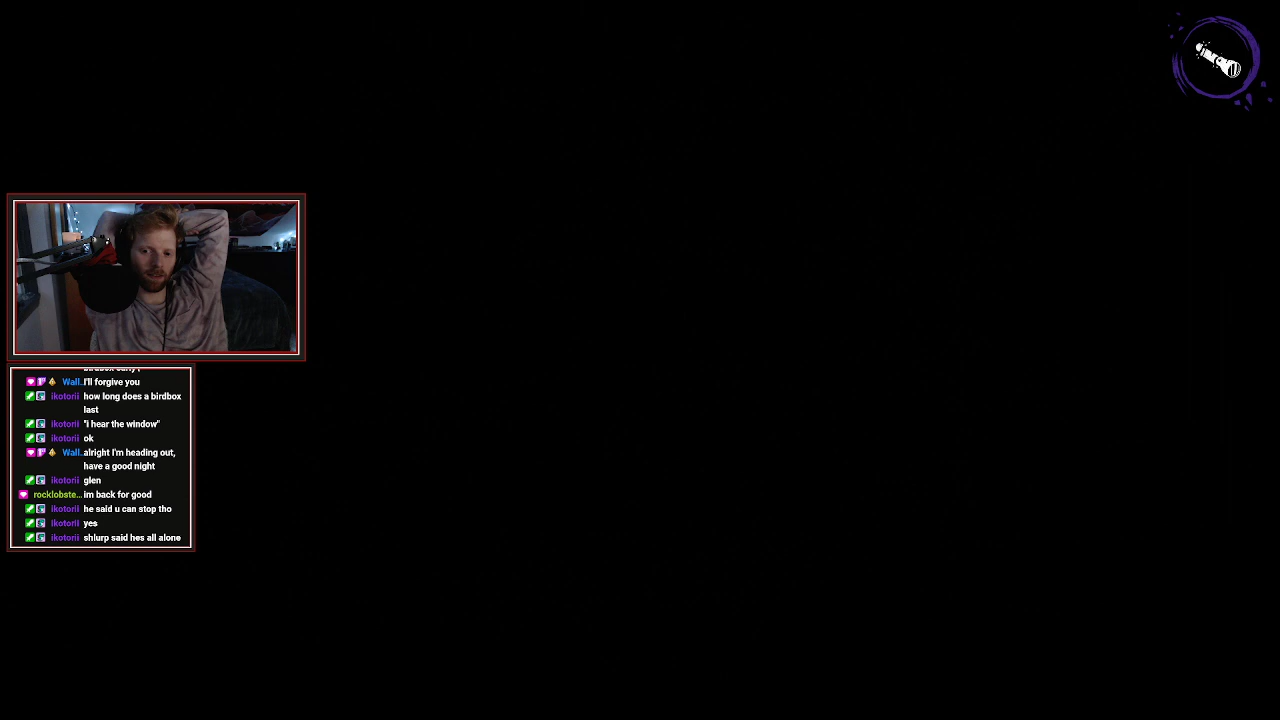 Wall..I'll forgive you
ikotorii how long does a birdbox
last
ikotorii "i hear the window"
ikotorii ok
Wall..alright I'm heading out,
have a good night
ikotorii glen
rocklobste...im back for good
ikotorii he said u can stop tho
ikotorii yes
ikotorii shlurp said hes all alone